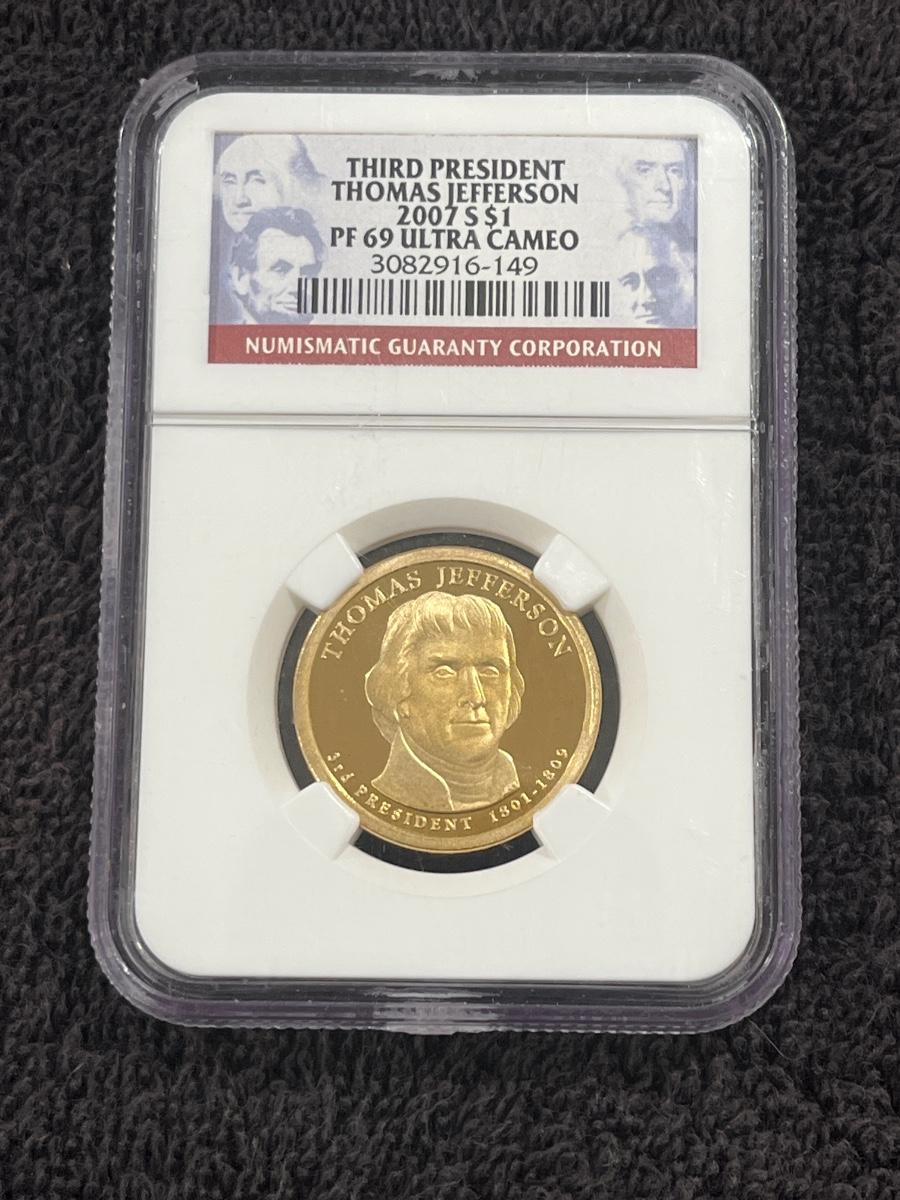 THIRD PRESIDENT
THOMAS JEFFERSON
2007 S $1
PF 69 ULTRA CAMEO
3082916-149
NUMISMATIC GUARANTY CORPORATION
THOMAS JEFFERSON
3rd PRESIDENT 1801-1809